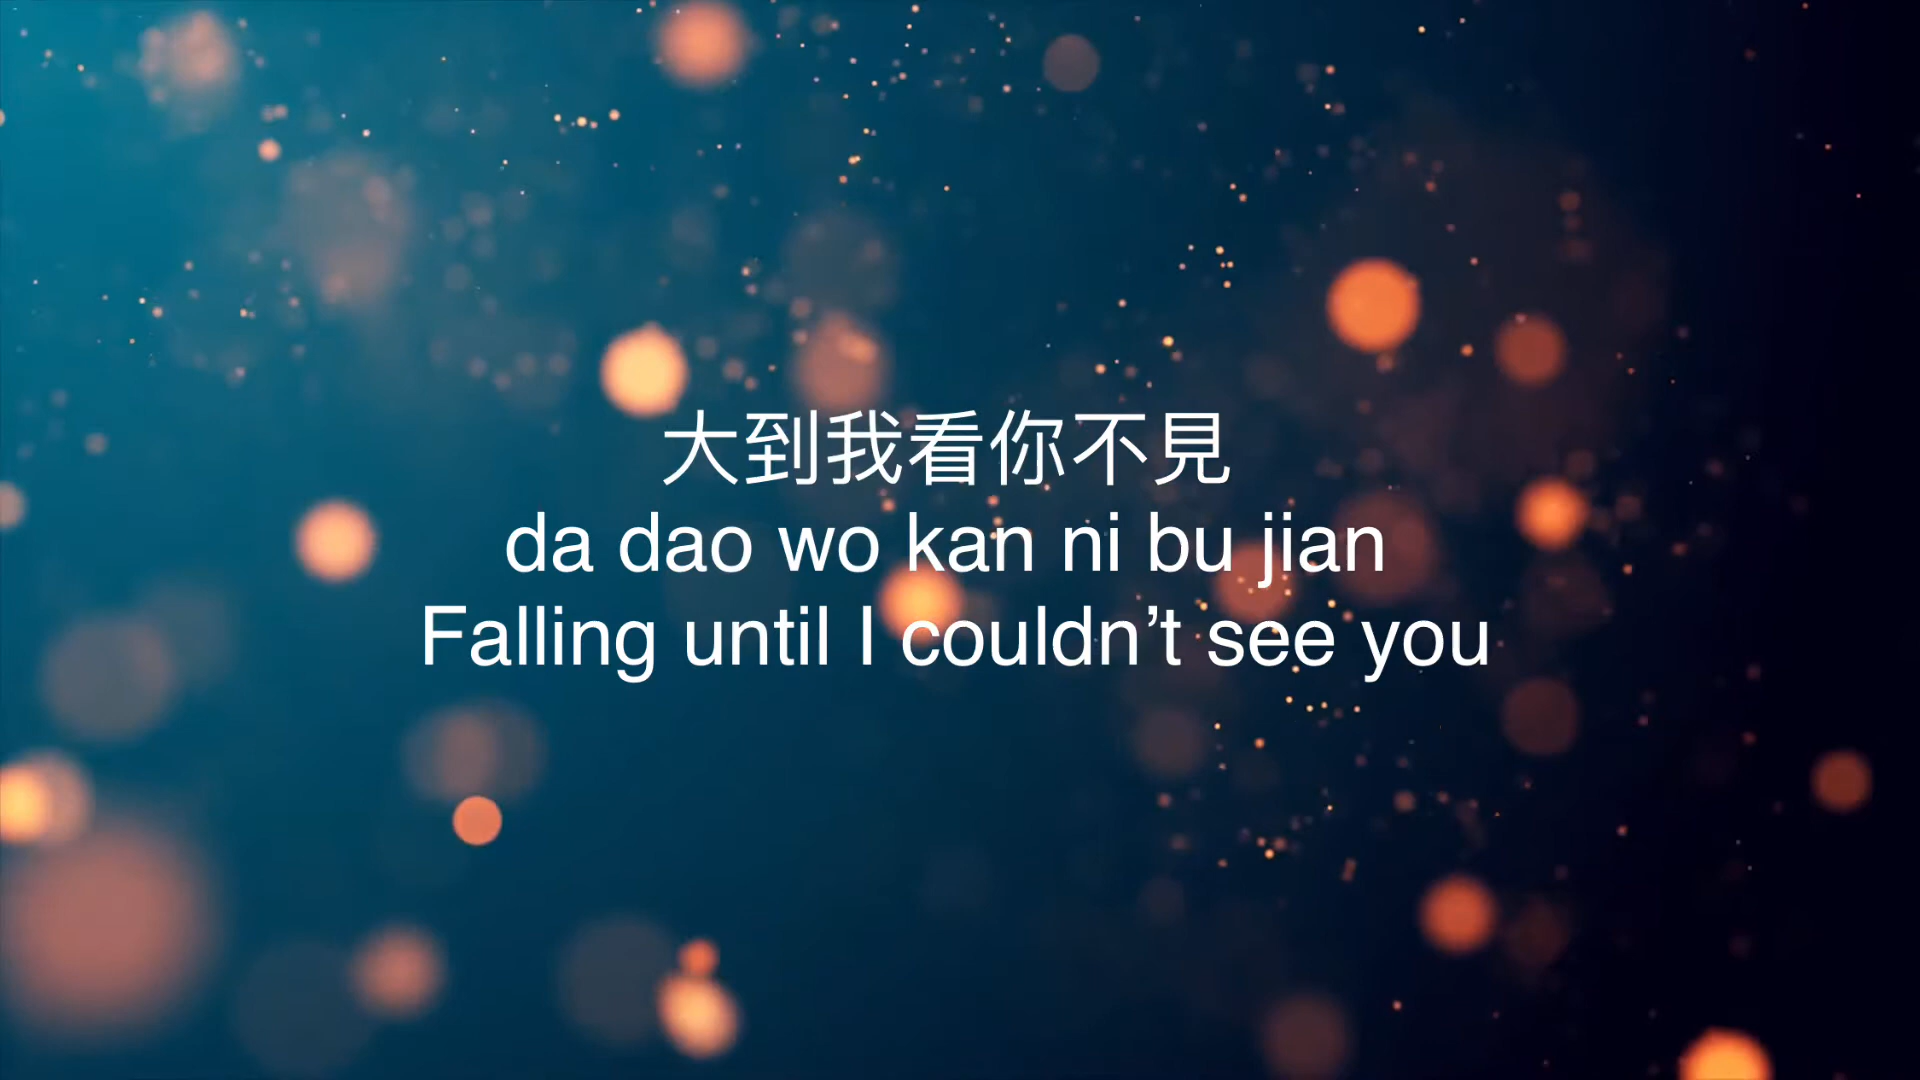 大到我看你不見
da dao wo kan ni bu jian
Falling until I couldn’t see you